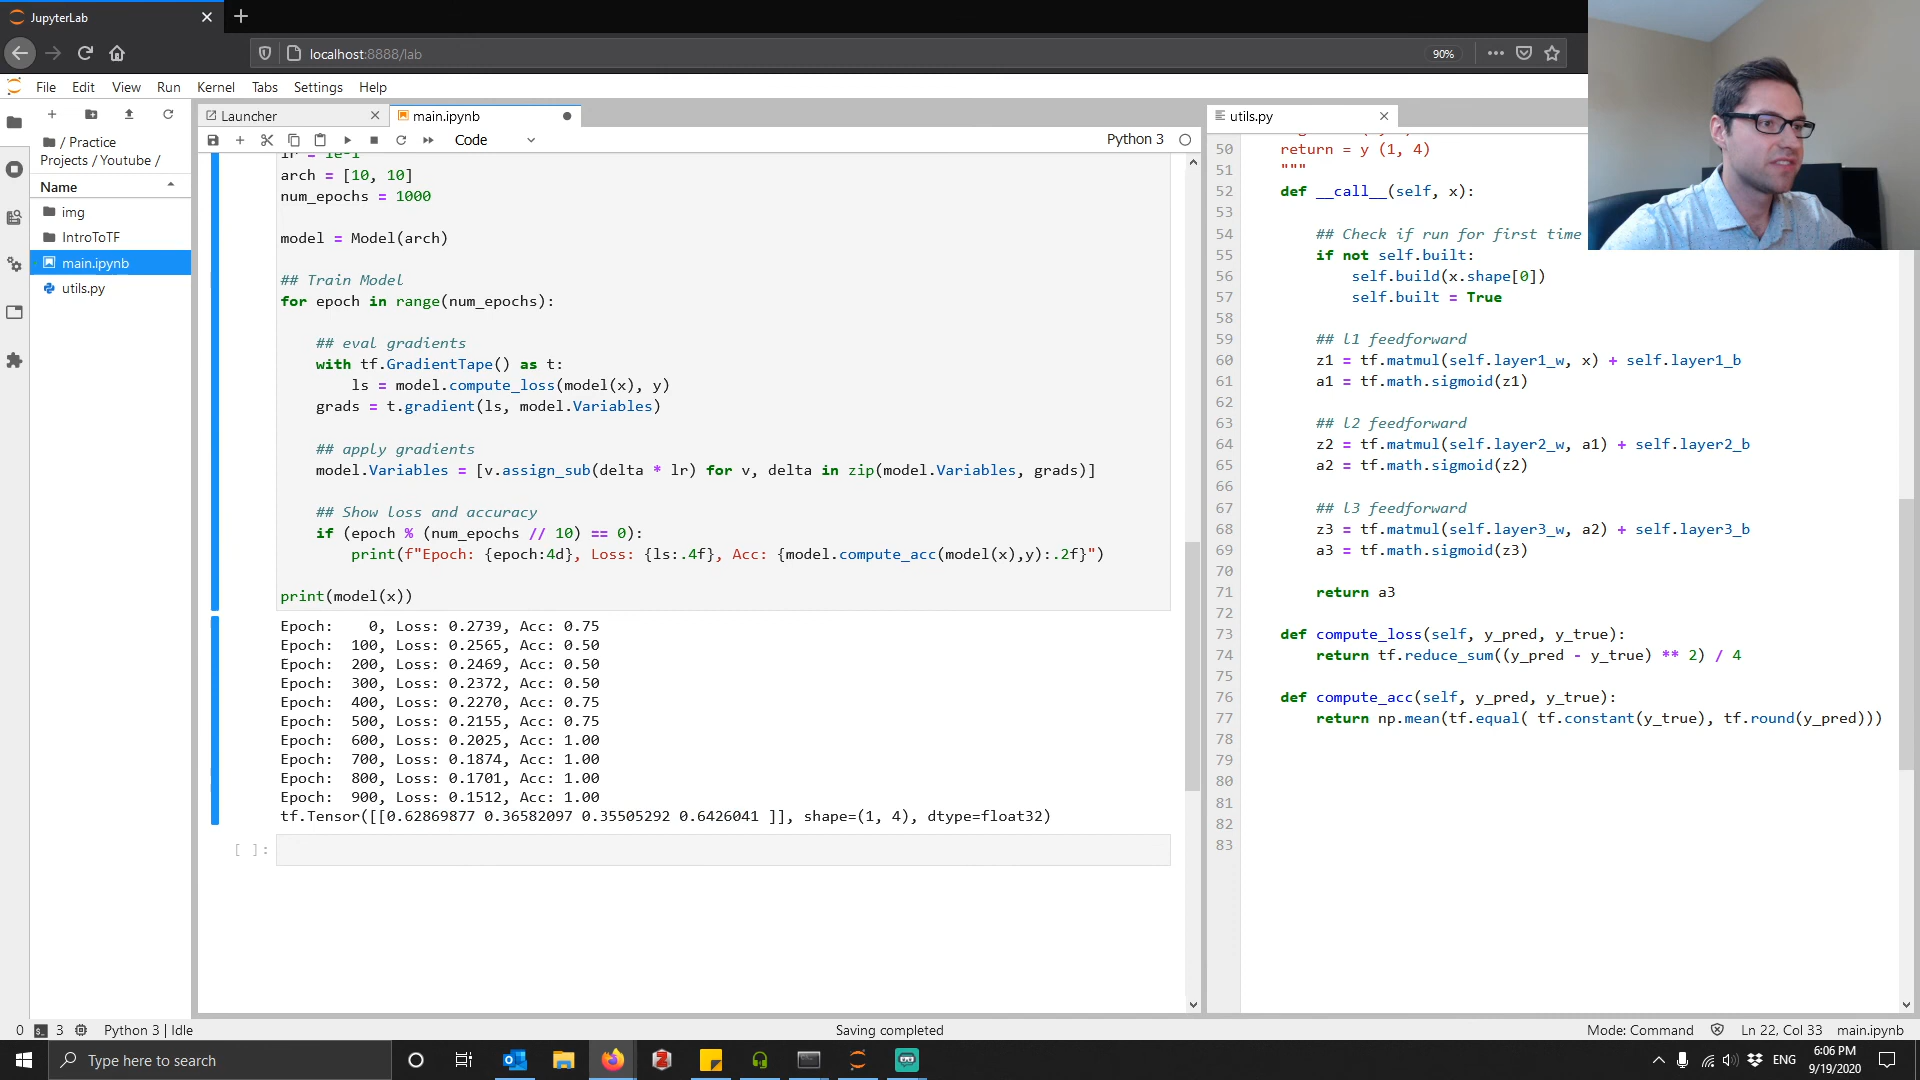 JupyterLab
localhost:8888/lab
90%
File Edit View Run Kernel Tabs Settings Help
/ Practice
Projects / Youtube /
Name
img
IntroToTF
main.ipynb
utils.py
Launcher
main.ipynb
Code
Python 3
lr = 1e-1
arch = [10, 10]
num_epochs = 1000
model = Model(arch)
## Train Model
for epoch in range(num_epochs):
## eval gradients
with tf.GradientTape() as t:
ls = model.compute_loss(model(x), y)
grads = t.gradient(ls, model.Variables)
## apply gradients
model.Variables = [v.assign_sub(delta * lr) for v, delta in zip(model.Variables, grads)]
## Show loss and accuracy
if (epoch % (num_epochs // 10) == 0):
print(f"Epoch: {epoch:4d}, Loss: {ls:.4f}, Acc: {model.compute_acc(model(x),y):.2f}")
print(model(x))
Epoch:    0, Loss: 0.2739, Acc: 0.75
Epoch:  100, Loss: 0.2565, Acc: 0.50
Epoch:  200, Loss: 0.2469, Acc: 0.50
Epoch:  300, Loss: 0.2372, Acc: 0.50
Epoch:  400, Loss: 0.2270, Acc: 0.75
Epoch:  500, Loss: 0.2155, Acc: 0.75
Epoch:  600, Loss: 0.2025, Acc: 1.00
Epoch:  700, Loss: 0.1874, Acc: 1.00
Epoch:  800, Loss: 0.1701, Acc: 1.00
Epoch:  900, Loss: 0.1512, Acc: 1.00
tf.Tensor([[0.62869877 0.36582097 0.35505292 0.6426041 ]], shape=(1, 4), dtype=float32)
[ ]:
utils.py
50 return = y (1, 4)
51 """
52 def __call__(self, x):
53
54 ## Check if run for first time
55 if not self.built:
56 self.build(x.shape[0])
57 self.built = True
58
59 ## l1 feedforward
60 z1 = tf.matmul(self.layer1_w, x) + self.layer1_b
61 a1 = tf.math.sigmoid(z1)
62
63 ## l2 feedforward
64 z2 = tf.matmul(self.layer2_w, a1) + self.layer2_b
65 a2 = tf.math.sigmoid(z2)
66
67 ## l3 feedforward
68 z3 = tf.matmul(self.layer3_w, a2) + self.layer3_b
69 a3 = tf.math.sigmoid(z3)
70
71 return a3
72
73 def compute_loss(self, y_pred, y_true):
74 return tf.reduce_sum((y_pred - y_true) ** 2) / 4
75
76 def compute_acc(self, y_pred, y_true):
77 return np.mean(tf.equal( tf.constant(y_true), tf.round(y_pred)))
78
79
80
81
82
83
0 3 Python 3 | Idle
Saving completed
Mode: Command
Ln 22, Col 33
main.ipynb
Type here to search
ENG
6:06 PM
9/19/2020